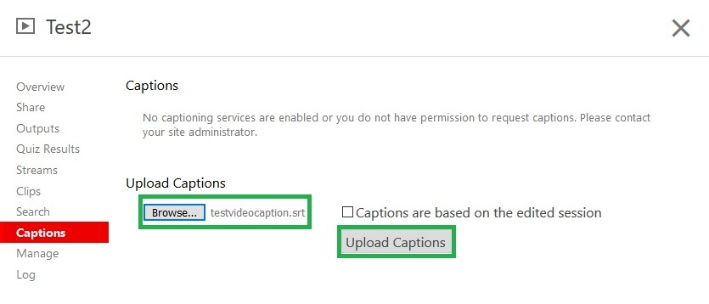 Test2
Overview
Share
Outputs
Quiz Results
Streams
Clips
Search
Captions
Manage
Log
Captions
No captioning services are enabled or you do not have permission to request captions. Please contact
your site administrator.
Upload Captions
Browse... testvideocaption.srt
Captions are based on the edited session
Upload Captions